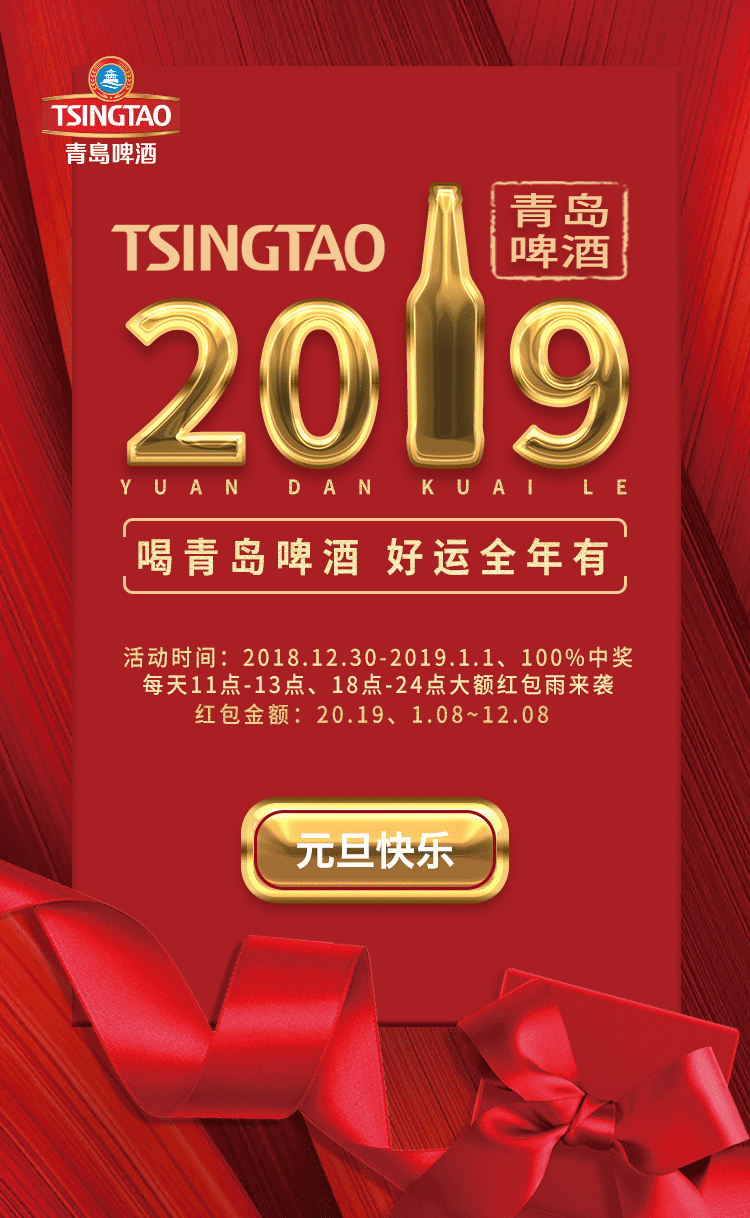 TSINGTAO
青島啤酒
TSINGTAO
青岛
啤酒
2019
YUAN DAN KUAI LE
喝青岛啤酒 好运全年有
活动时间：2018.12.30-2019.1.1、100%中奖
每天11点-13点、18点-24点大额红包雨来袭
红包金额：20.19、1.08~12.08
元旦快乐